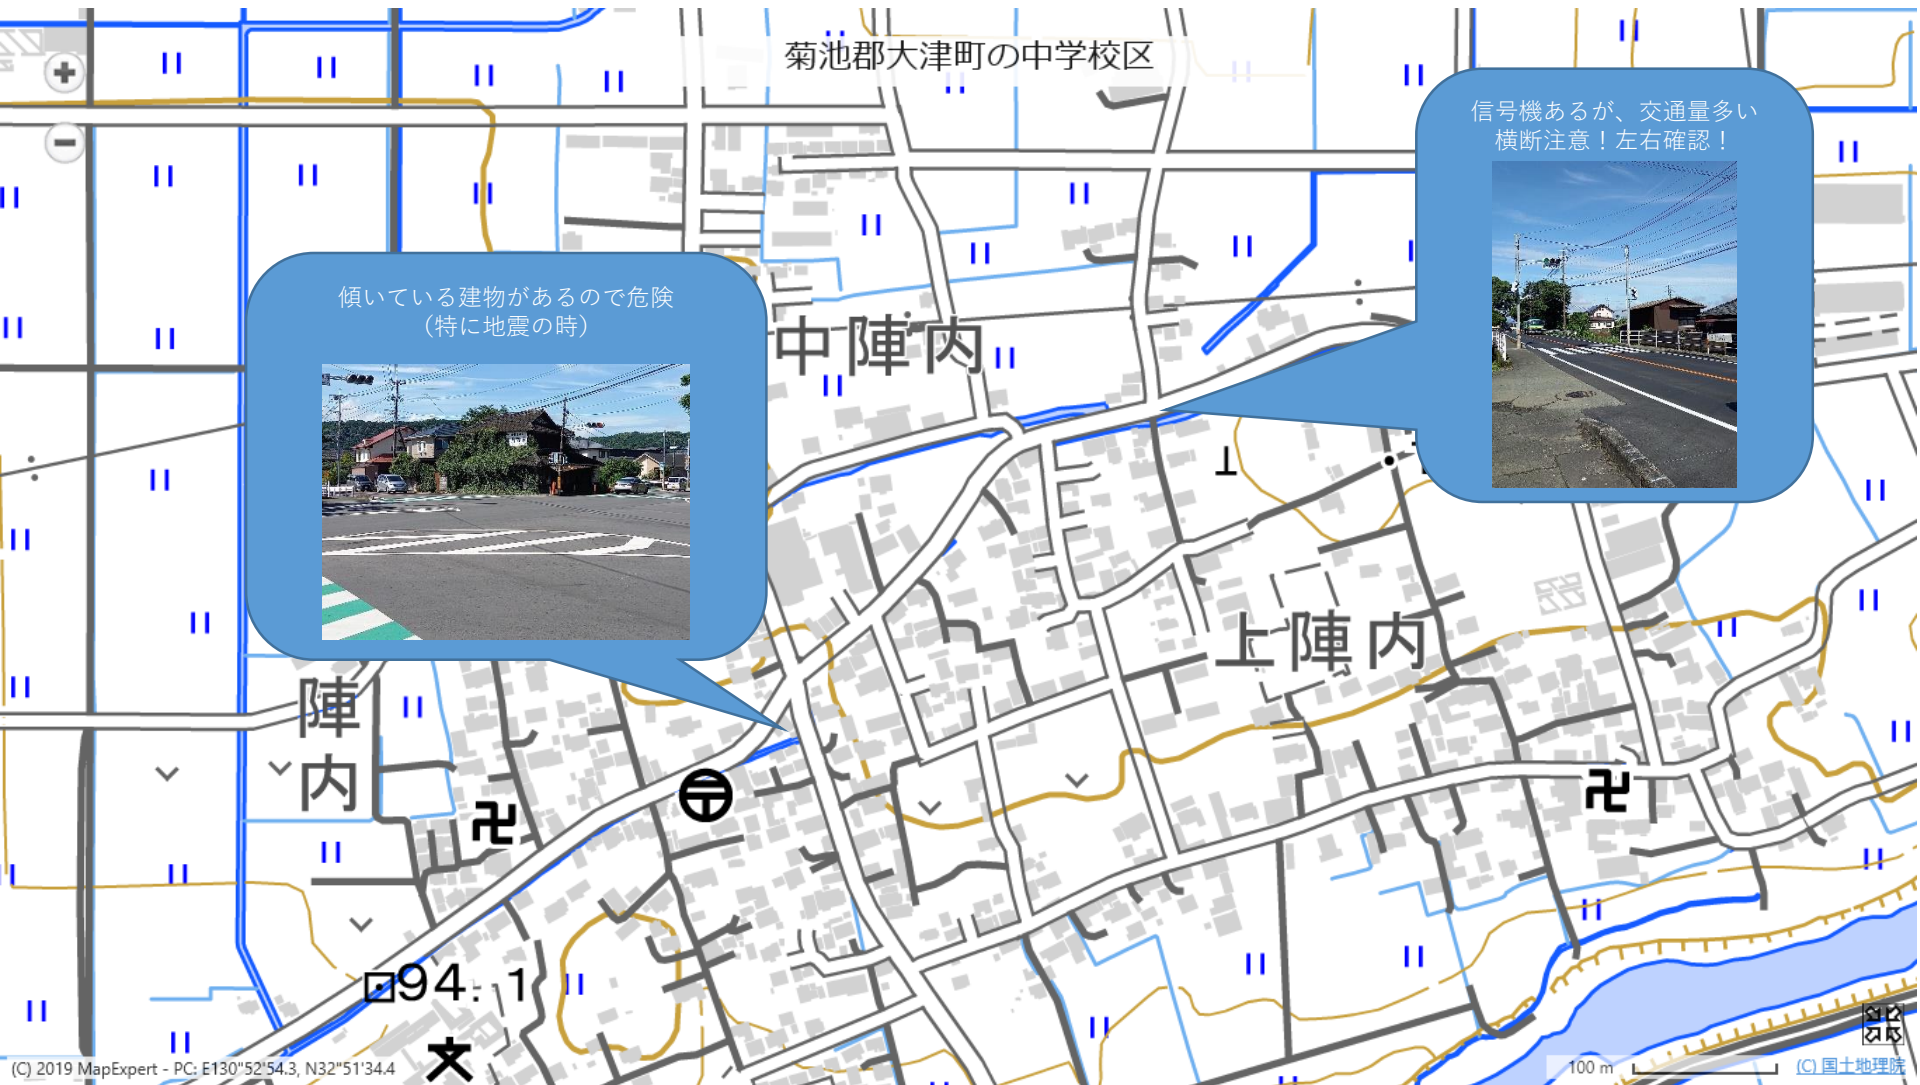 菊池郡大津町の中学校区
信号機あるが、交通量多い
横断注意！左右確認！
傾いている建物があるので危険
（特に地震の時）
中陣内
上陣内
陣内
94.1
(C) 2019 MapExpert - PC: E130°52'54.3, N32°51'34.4
100 m
(C) 国土地理院